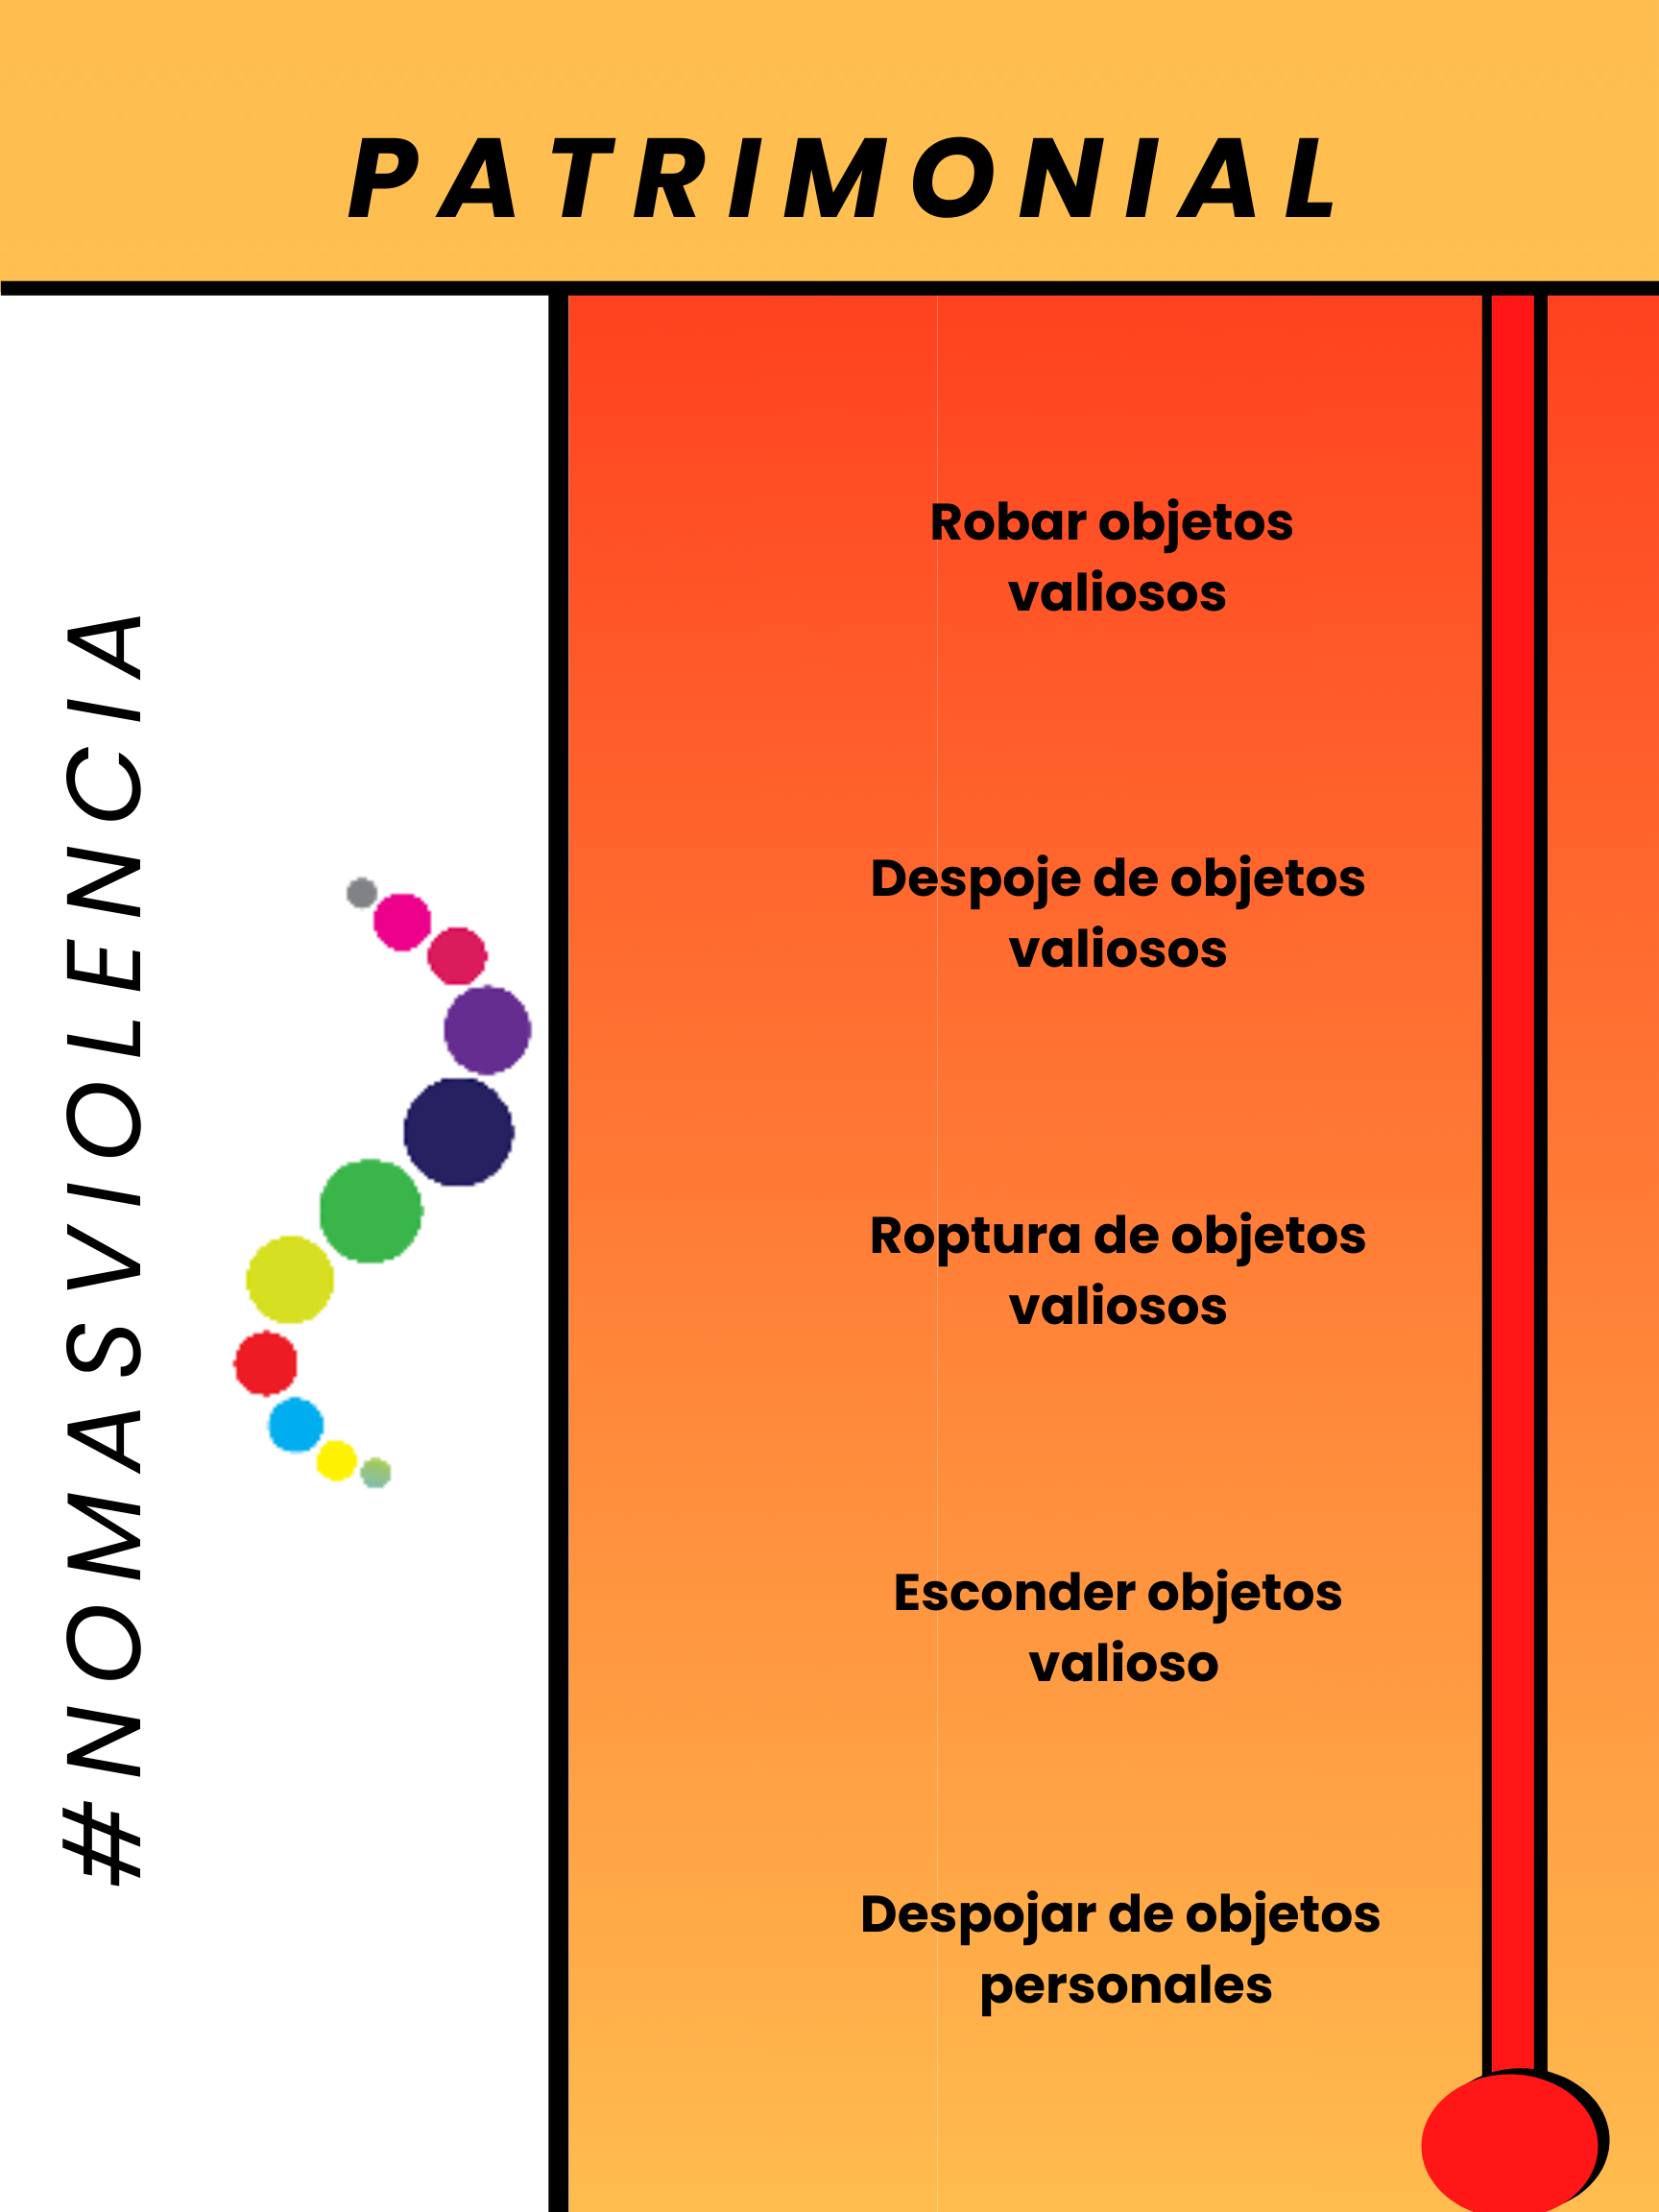 PATRIMONIAL
#NOMASVIOLENCIA
Robar objetos
valiosos
Despoje de objetos
valiosos
Roptura de objetos
valiosos
Esconder objetos
valioso
Despojar de objetos
personales